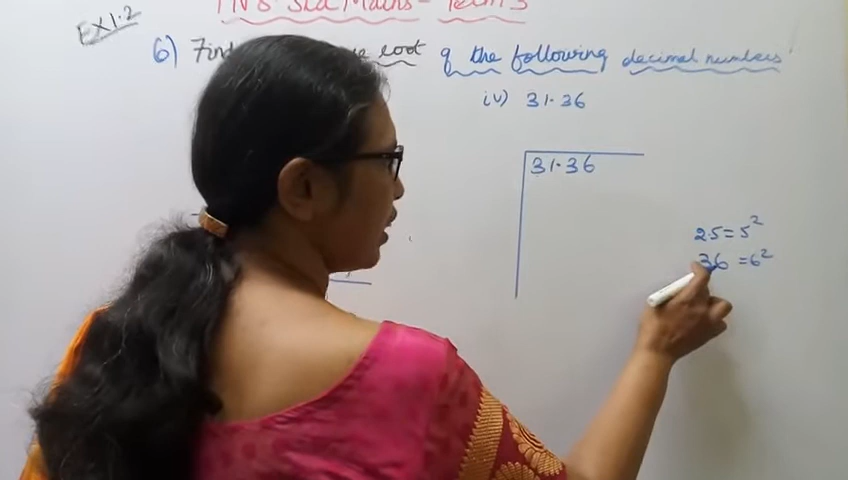 TN 8 Std Maths - Term 3
Ex 1.2
6) Find root of the following decimal numbers
iv) 31.36
31.36
25 = 5²
36 = 6²